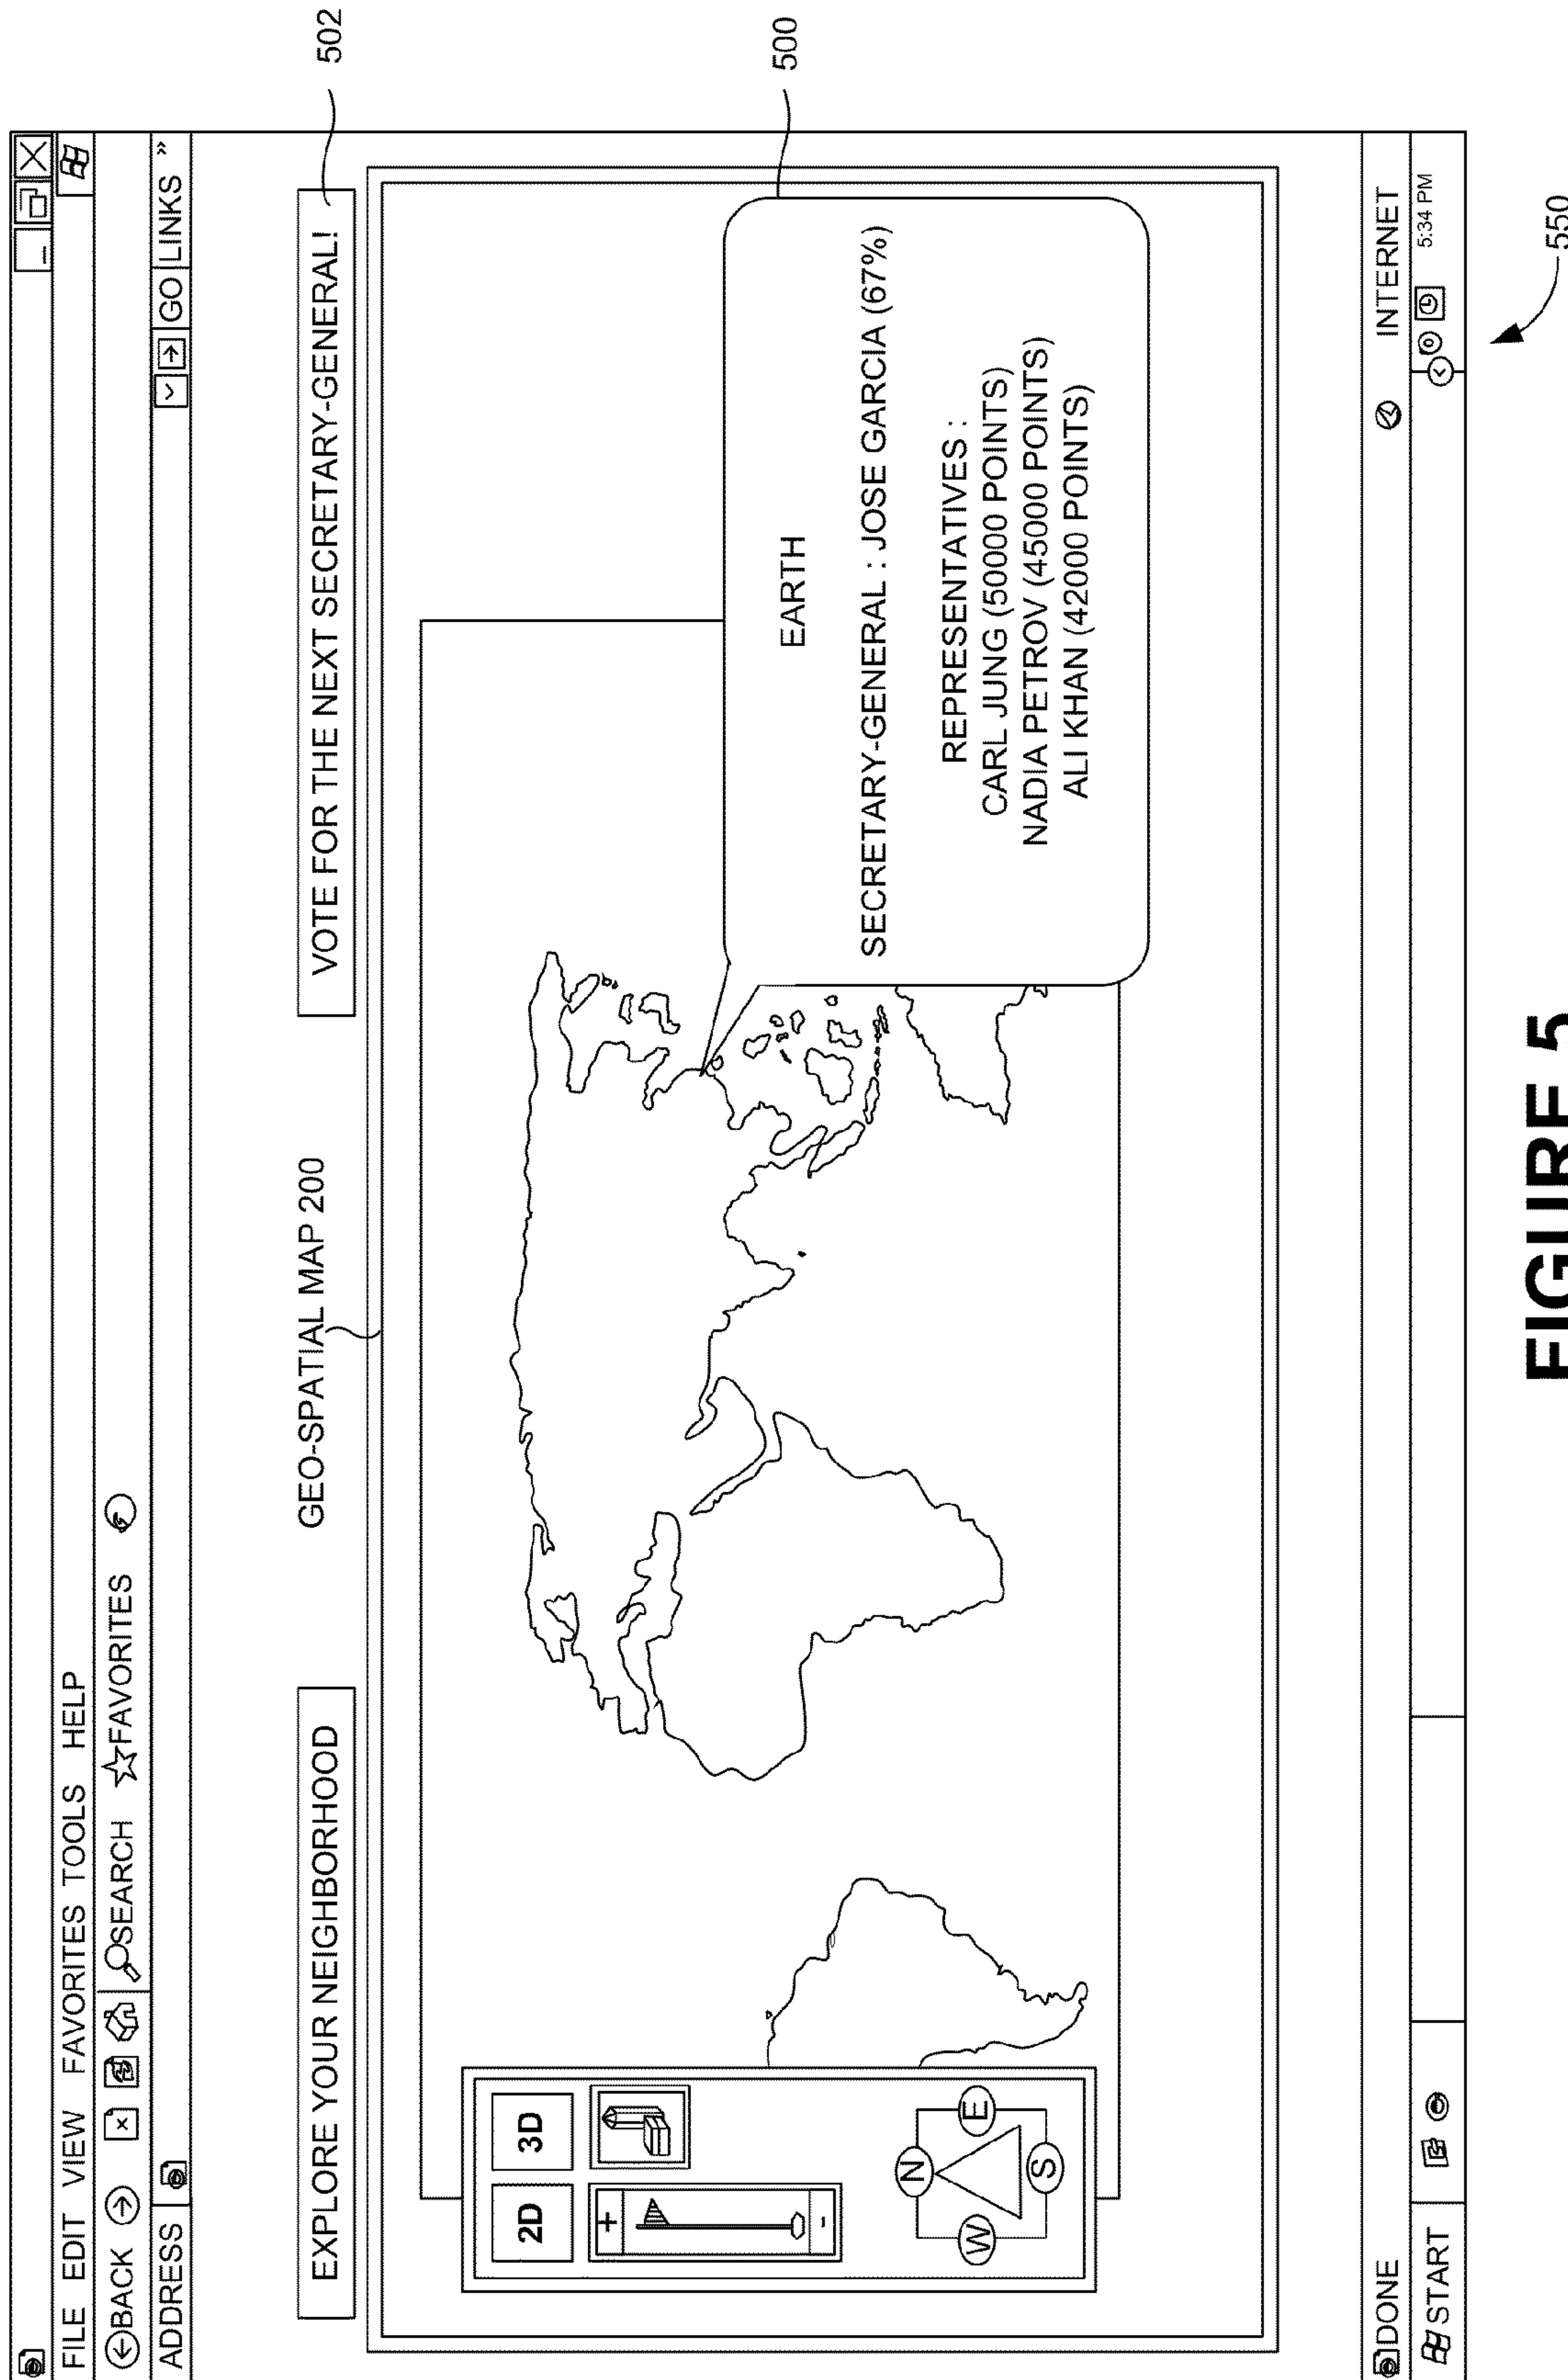 FILE EDIT VIEW FAVORITES TOOLS HELP
BACK SEARCH FAVORITES
ADDRESS GO LINKS »
EXPLORE YOUR NEIGHBORHOOD
GEO-SPATIAL MAP 200
VOTE FOR THE NEXT SECRETARY-GENERAL!
502
2D 3D
+
-
N
W E
S
500
EARTH
SECRETARY-GENERAL : JOSE GARCIA (67%)
REPRESENTATIVES :
CARL JUNG (50000 POINTS)
NADIA PETROV (45000 POINTS)
ALI KHAN (42000 POINTS)
DONE INTERNET
START 5:34 PM
550
FIGURE 5